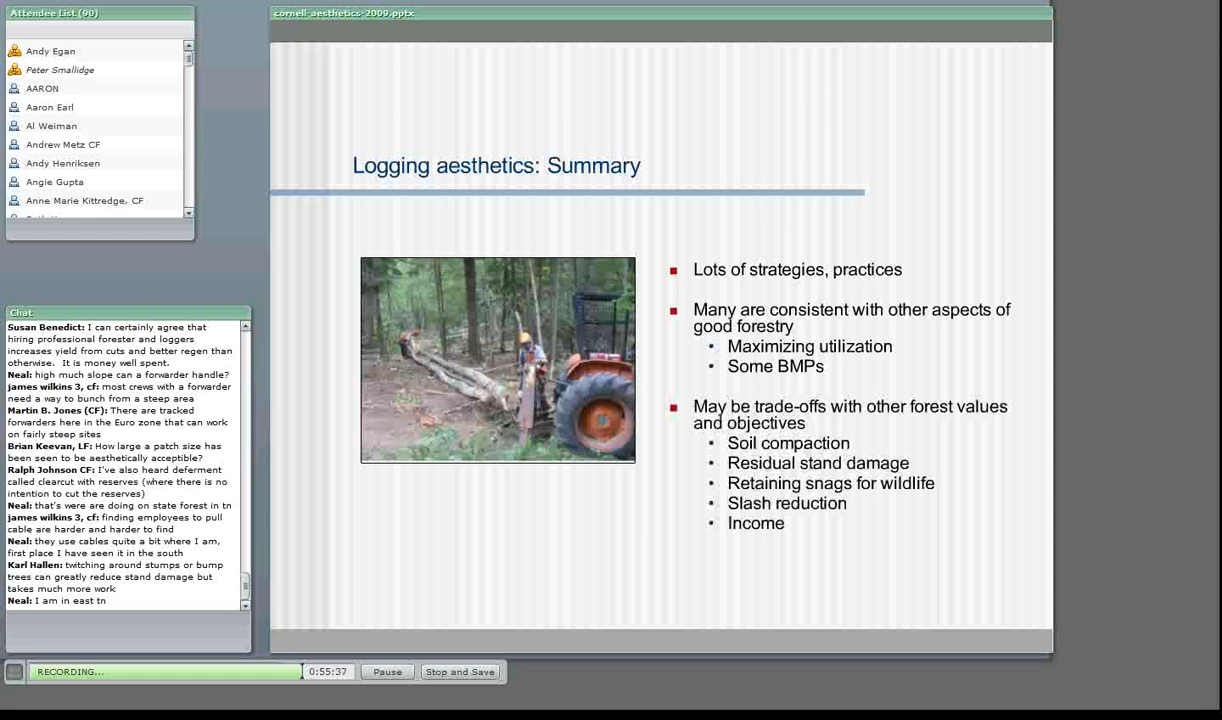 Attendee List (90)
Andy Egan
Peter Smallidge
AARON
Aaron Earl
Al Weiman
Andrew Metz CF
Andy Henriksen
Angie Gupta
Anne Marie Kittredge, CF
Chat
Susan Benedict: I can certainly agree that
hiring professional forester and loggers
increases yield from cuts and better regen than
otherwise. It is money well spent.
Neal: high much slope can a forwarder handle?
james wilkins 3, cf: most crews with a forwarder
need a way to bunch from a steep area
Martin B. Jones (CF): There are tracked
forwarders here in the Euro zone that can work
on fairly steep sites
Brian Keevan, LF: How large a patch size has
been seen to be aesthetically acceptible?
Ralph Johnson CF: I've also heard deferment
called clearcut with reserves (where there is no
intention to cut the reserves)
Neal: that's were are doing on state forest in tn
james wilkins 3, cf: finding employees to pull
cable are harder and harder to find
Neal: they use cables quite a bit where I am,
first place I have seen it in the south
Karl Hallen: twitching around stumps or bump
trees can greatly reduce stand damage but
takes much more work
Neal: I am in east tn
cornell-aesthetics-2009.pptx
Logging aesthetics: Summary
Lots of strategies, practices
Many are consistent with other aspects of
good forestry
• Maximizing utilization
• Some BMPs
May be trade-offs with other forest values
and objectives
• Soil compaction
• Residual stand damage
• Retaining snags for wildlife
• Slash reduction
• Income
RECORDING... 0:55:37 Pause Stop and Save